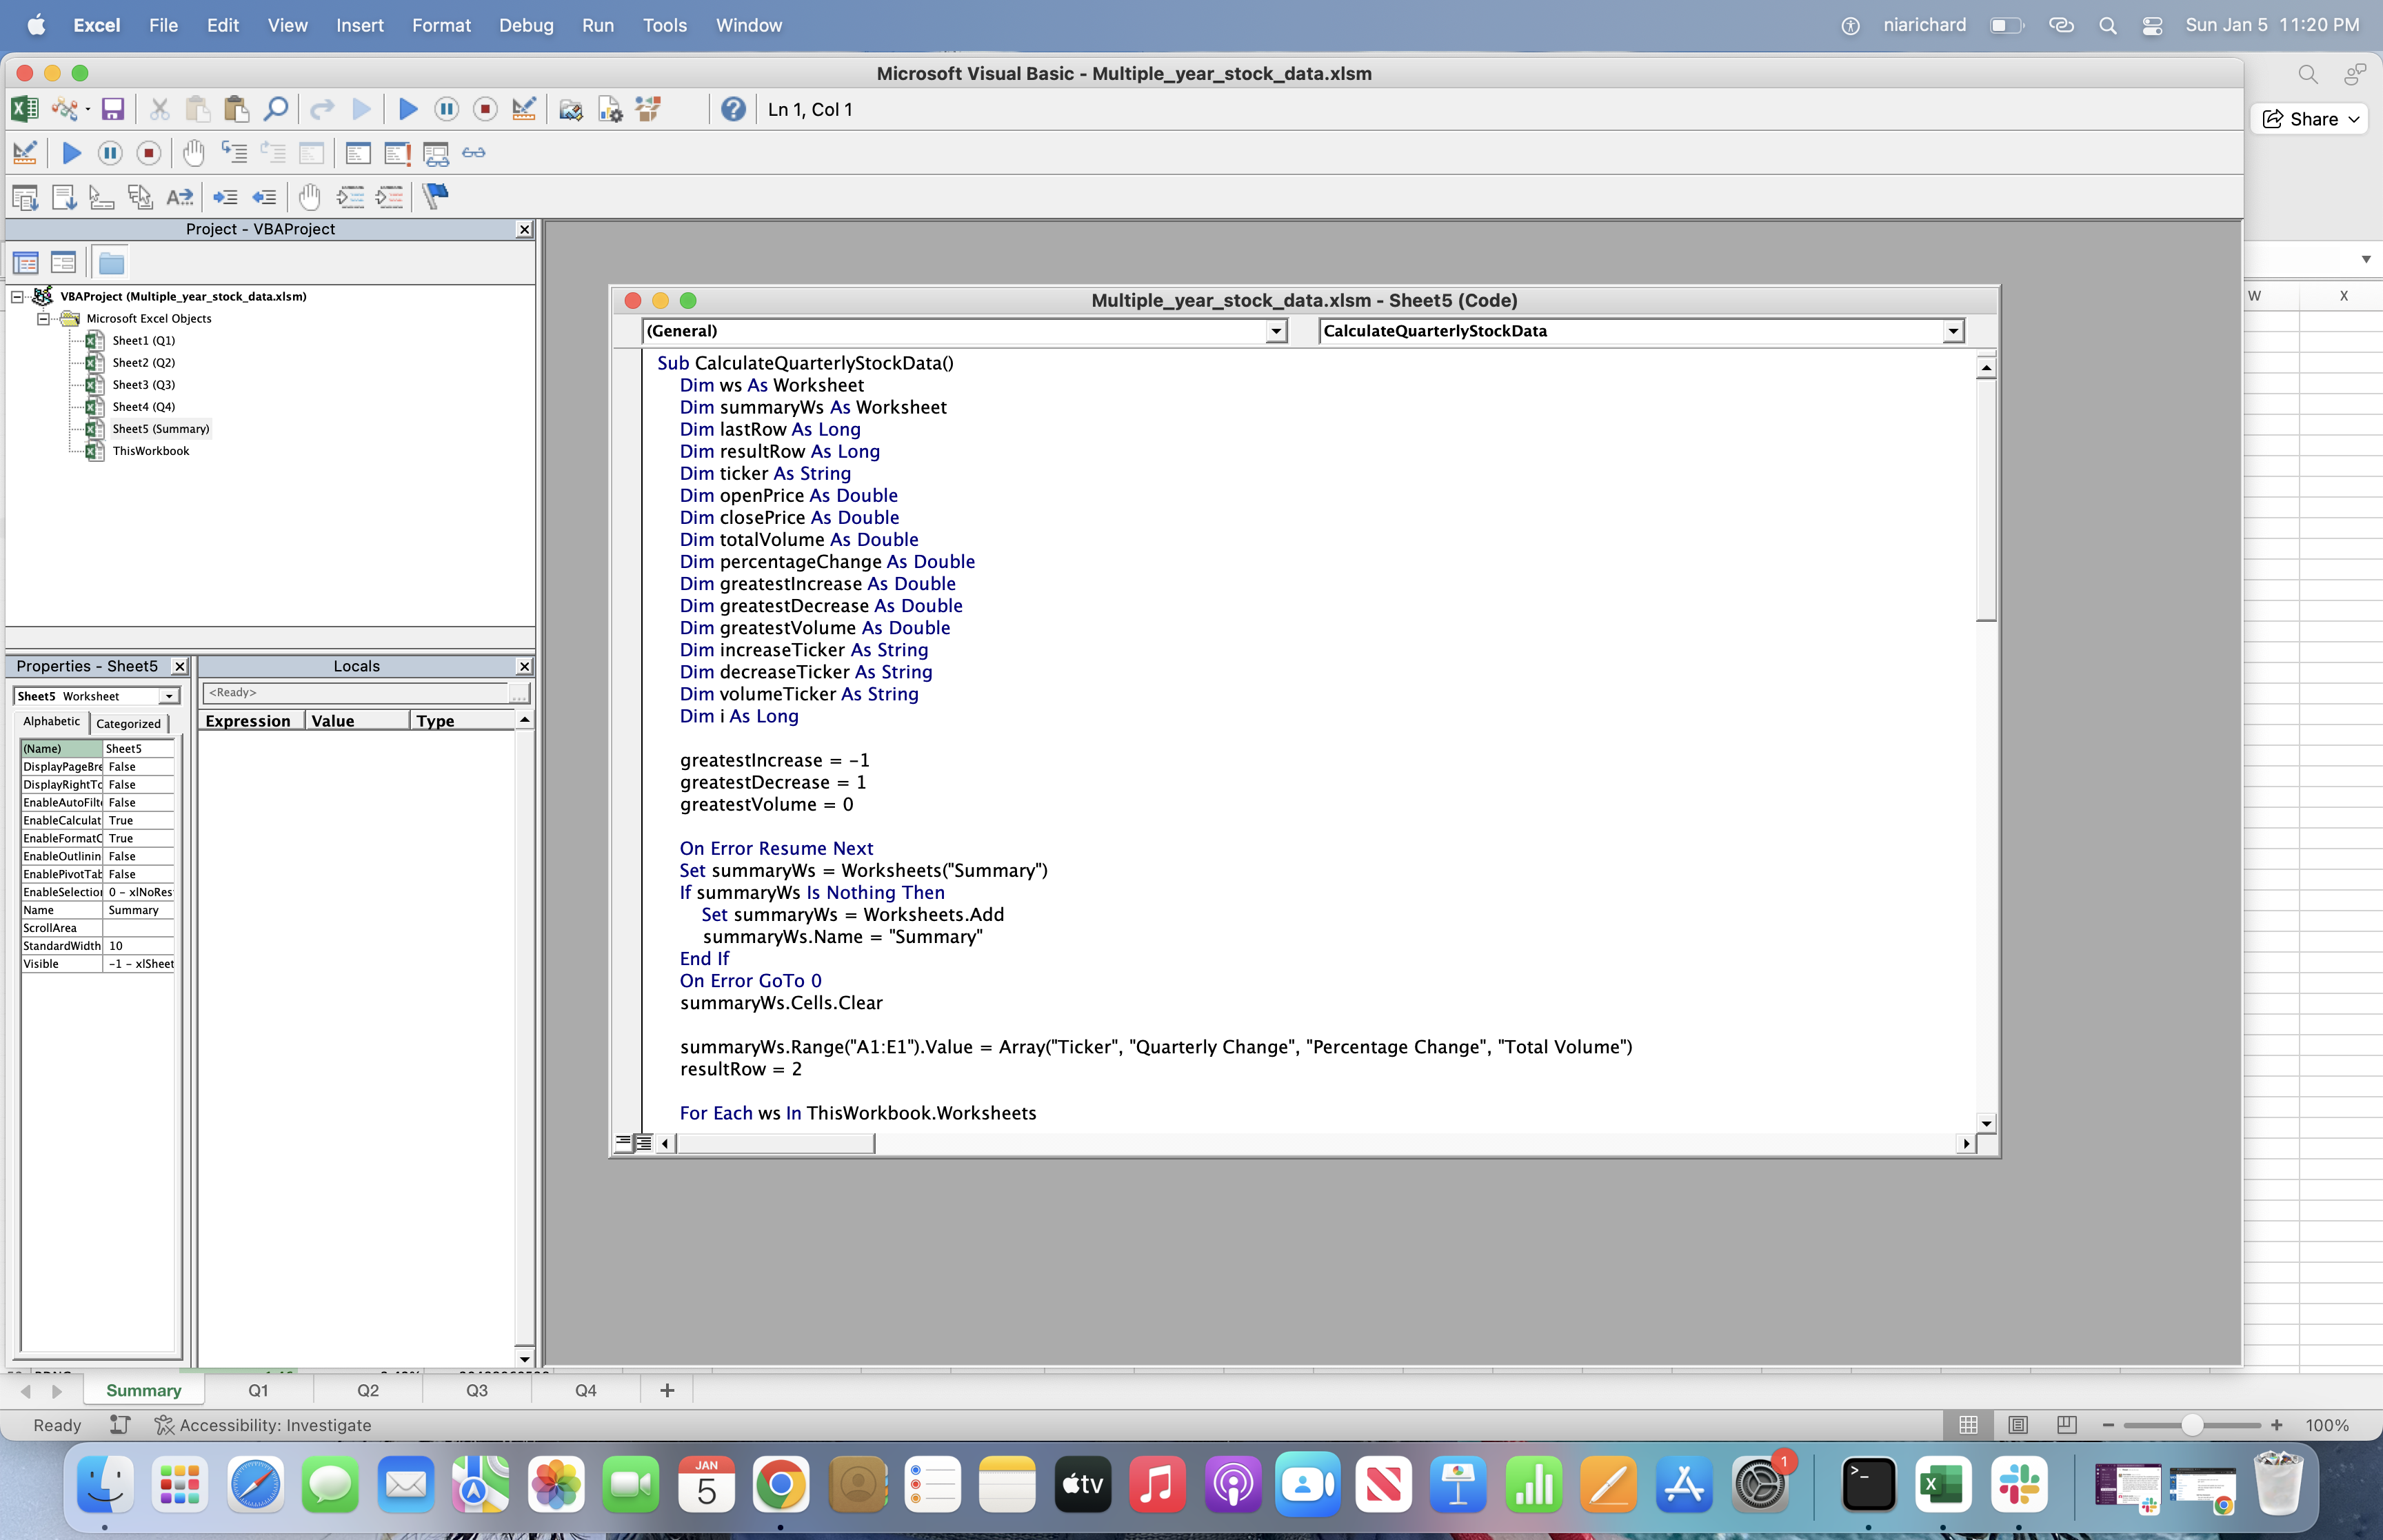 Excel File Edit View Insert Format Debug Run Tools Window niarichard Sun Jan 5 11:20 PM
Microsoft Visual Basic - Multiple_year_stock_data.xlsm
Ln 1, Col 1
Share
Project - VBAProject
VBAProject (Multiple_year_stock_data.xlsm)
Microsoft Excel Objects
Sheet1 (Q1)
Sheet2 (Q2)
Sheet3 (Q3)
Sheet4 (Q4)
Sheet5 (Summary)
ThisWorkbook
Properties - Sheet5
Sheet5 Worksheet
Alphabetic Categorized
(Name) Sheet5
DisplayPageBre False
DisplayRightTo False
EnableAutoFilt False
EnableCalculat True
EnableFormatC True
EnableOutlinin False
EnablePivotTab False
EnableSelection 0 - xlNoRes
Name Summary
ScrollArea
StandardWidth 10
Visible -1 - xlSheet
Locals
<Ready>
...
Expression Value Type
Multiple_year_stock_data.xlsm - Sheet5 (Code)
(General) CalculateQuarterlyStockData
Sub CalculateQuarterlyStockData()
Dim ws As Worksheet
Dim summaryWs As Worksheet
Dim lastRow As Long
Dim resultRow As Long
Dim ticker As String
Dim openPrice As Double
Dim closePrice As Double
Dim totalVolume As Double
Dim percentageChange As Double
Dim greatestIncrease As Double
Dim greatestDecrease As Double
Dim greatestVolume As Double
Dim increaseTicker As String
Dim decreaseTicker As String
Dim volumeTicker As String
Dim i As Long
greatestIncrease = -1
greatestDecrease = 1
greatestVolume = 0
On Error Resume Next
Set summaryWs = Worksheets("Summary")
If summaryWs Is Nothing Then
Set summaryWs = Worksheets.Add
summaryWs.Name = "Summary"
End If
On Error GoTo 0
summaryWs.Cells.Clear
summaryWs.Range("A1:E1").Value = Array("Ticker", "Quarterly Change", "Percentage Change", "Total Volume")
resultRow = 2
For Each ws In ThisWorkbook.Worksheets
W X
Summary Q1 Q2 Q3 Q4 +
Ready Accessibility: Investigate 100%
JAN
5
tv
1